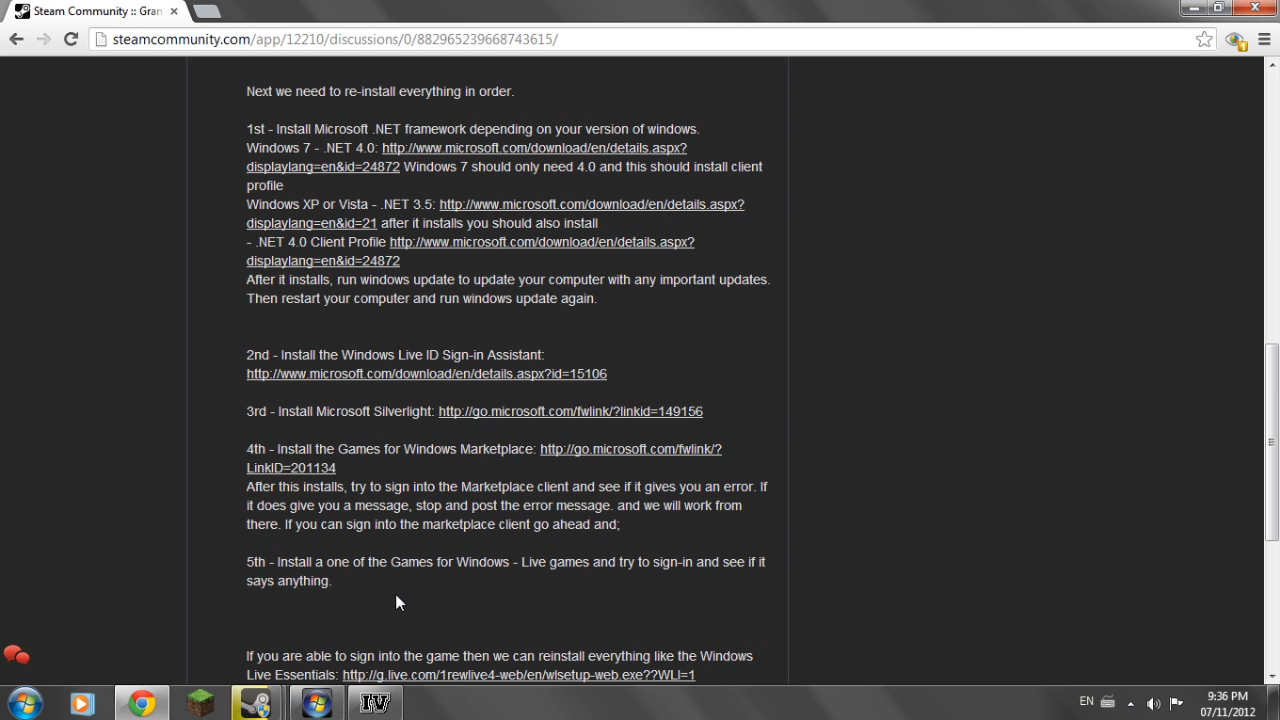 Steam Community :: Gran
steamcommunity.com/app/12210/discussions/0/882965239668743615/
Next we need to re-install everything in order.
1st - Install Microsoft .NET framework depending on your version of windows.
Windows 7 - .NET 4.0: http://www.microsoft.com/download/en/details.aspx?
displaylang=en&id=24872 Windows 7 should only need 4.0 and this should install client
profile
Windows XP or Vista - .NET 3.5: http://www.microsoft.com/download/en/details.aspx?
displaylang=en&id=21 after it installs you should also install
- .NET 4.0 Client Profile http://www.microsoft.com/download/en/details.aspx?
displaylang=en&id=24872
After it installs, run windows update to update your computer with any important updates.
Then restart your computer and run windows update again.
2nd - Install the Windows Live ID Sign-in Assistant:
http://www.microsoft.com/download/en/details.aspx?id=15106
3rd - Install Microsoft Silverlight: http://go.microsoft.com/fwlink/?linkid=149156
4th - Install the Games for Windows Marketplace: http://go.microsoft.com/fwlink/?
LinkID=201134
After this installs, try to sign into the Marketplace client and see if it gives you an error. If
it does give you a message, stop and post the error message. and we will work from
there. If you can sign into the marketplace client go ahead and;
5th - Install a one of the Games for Windows - Live games and try to sign-in and see if it
says anything.
If you are able to sign into the game then we can reinstall everything like the Windows
Live Essentials: http://g.live.com/1rewlive4-web/en/wlsetup-web.exe??WLI=1
IV
EN
9:36 PM
07/11/2012